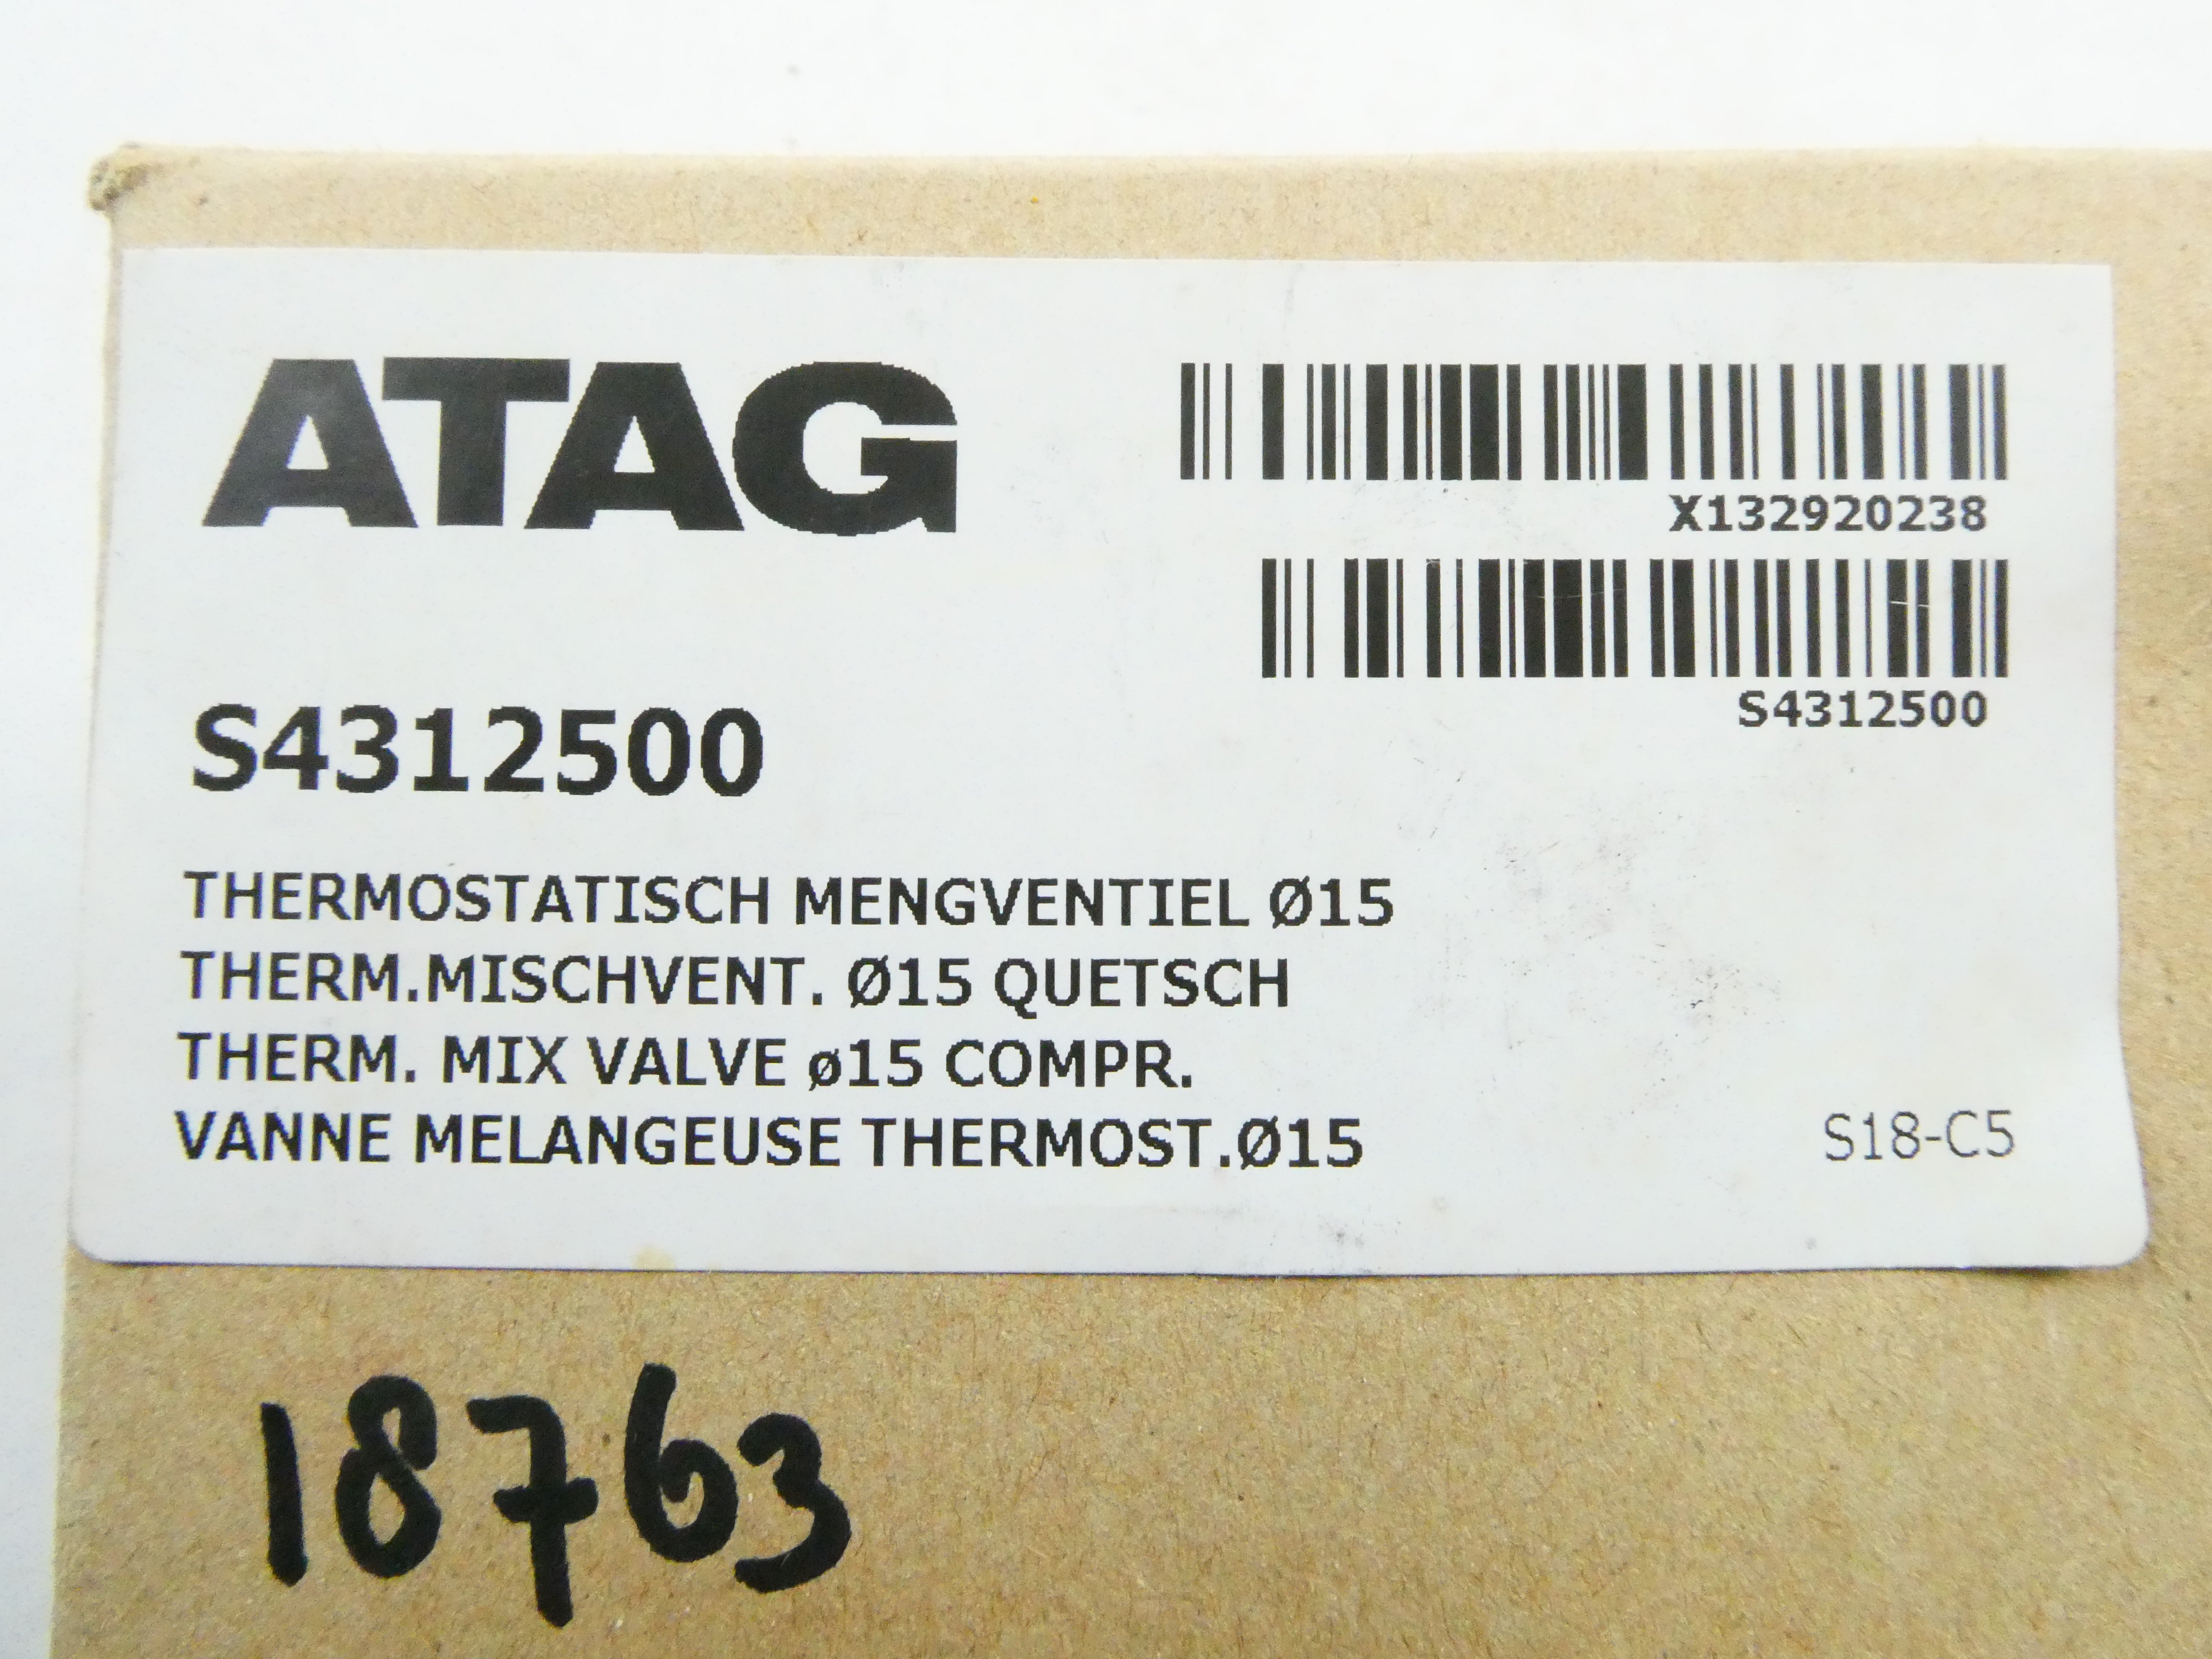 ATAG
X132920238
S4312500
S4312500
THERMOSTATISCH MENGVENTIEL Ø15
THERM.MISCHVENT. Ø15 QUETSCH
THERM. MIX VALVE ø15 COMPR.
VANNE MELANGEUSE THERMOST.Ø15
S18-C5
18763